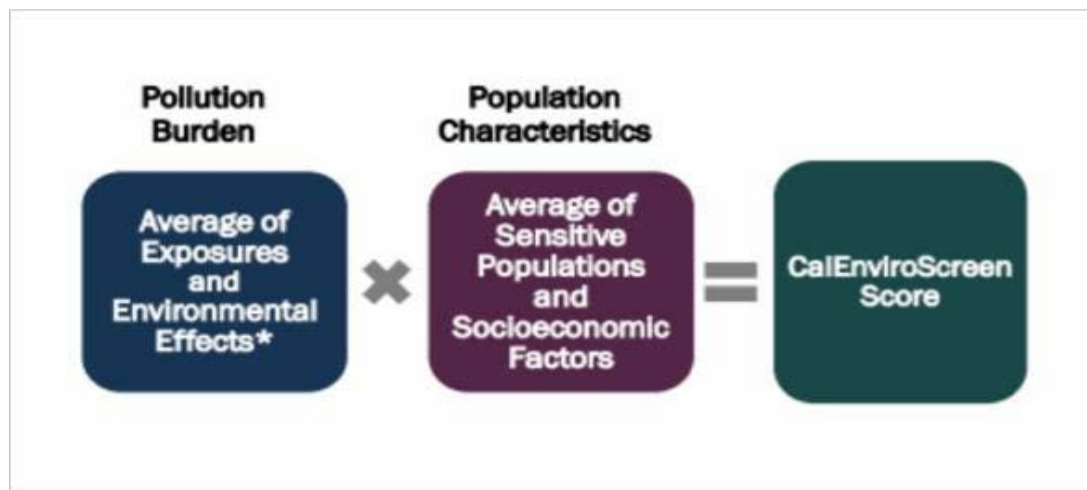 Pollution
Burden
Population
Characteristics
Average of
Exposures
and
Environmental
Effects*
Average of
Sensitive
Populations
and
Socioeconomic
Factors
CalEnviroScreen
Score